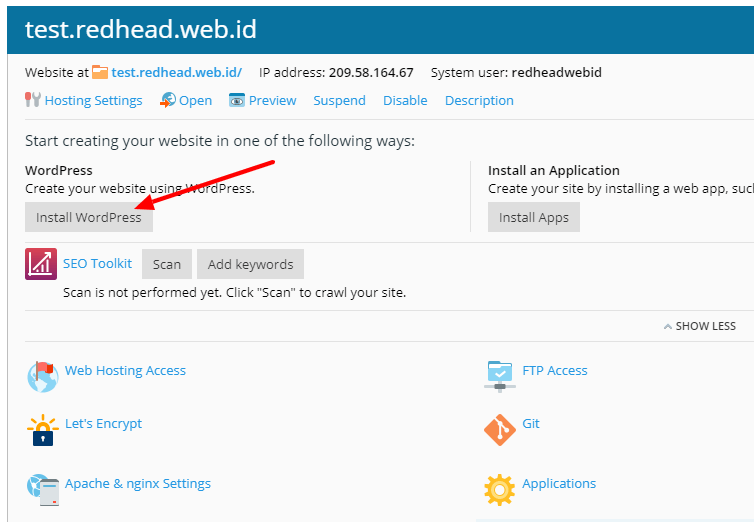 test.redhead.web.id
Website at test.redhead.web.id/ IP address: 209.58.164.67 System user: redheadwebid
Hosting Settings Open Preview Suspend Disable Description
Start creating your website in one of the following ways:
WordPress
Create your website using WordPress.
Install WordPress
Install an Application
Create your site by installing a web app, suc
Install Apps
SEO Toolkit Scan Add keywords
Scan is not performed yet. Click "Scan" to crawl your site.
SHOW LESS
Web Hosting Access FTP Access
Let's Encrypt Git
Apache & nginx Settings Applications